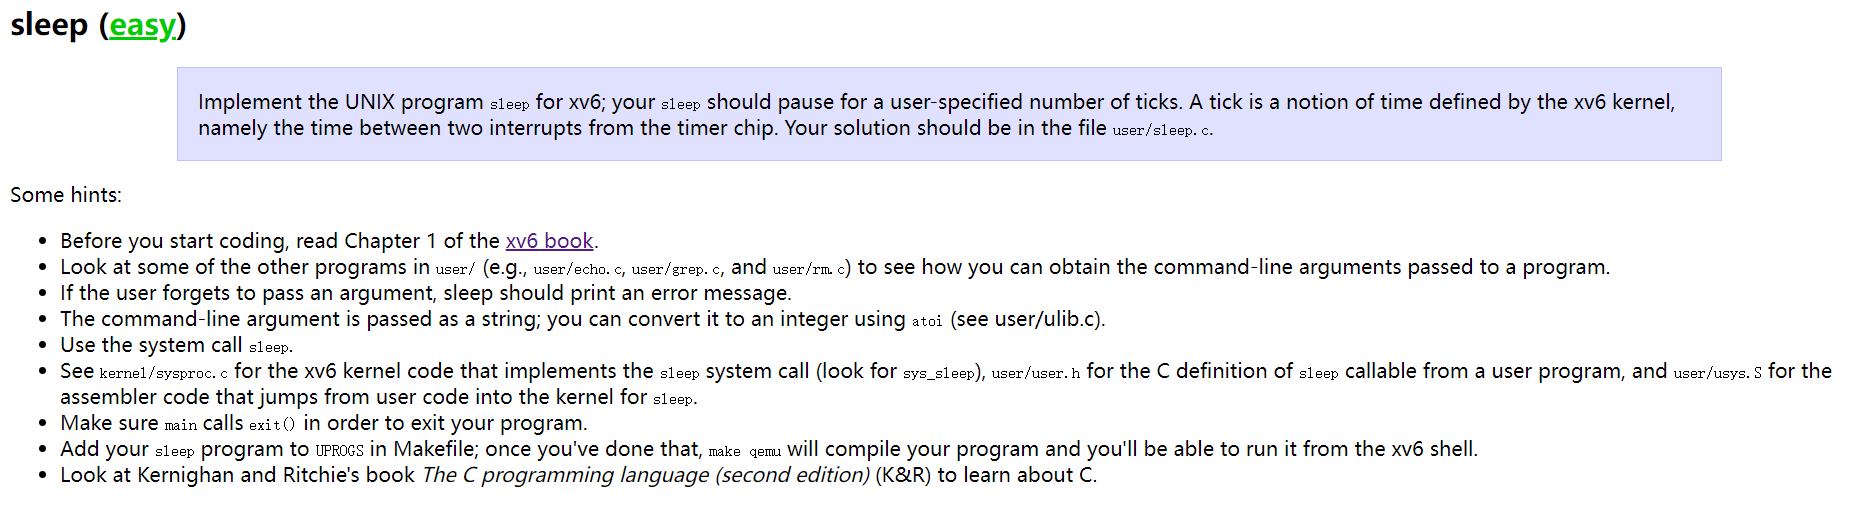 sleep (easy)
Implement the UNIX program sleep for xv6; your sleep should pause for a user-specified number of ticks. A tick is a notion of time defined by the xv6 kernel,
namely the time between two interrupts from the timer chip. Your solution should be in the file user/sleep.c.
Some hints:
• Before you start coding, read Chapter 1 of the xv6 book.
• Look at some of the other programs in user/ (e.g., user/echo.c, user/grep.c, and user/rm.c) to see how you can obtain the command-line arguments passed to a program.
• If the user forgets to pass an argument, sleep should print an error message.
• The command-line argument is passed as a string; you can convert it to an integer using atoi (see user/ulib.c).
• Use the system call sleep.
• See kernel/sysproc.c for the xv6 kernel code that implements the sleep system call (look for sys_sleep), user/user.h for the C definition of sleep callable from a user program, and user/usys.S for the
assembler code that jumps from user code into the kernel for sleep.
• Make sure main calls exit() in order to exit your program.
• Add your sleep program to UPROGS in Makefile; once you've done that, make qemu will compile your program and you'll be able to run it from the xv6 shell.
• Look at Kernighan and Ritchie's book The C programming language (second edition) (K&R) to learn about C.